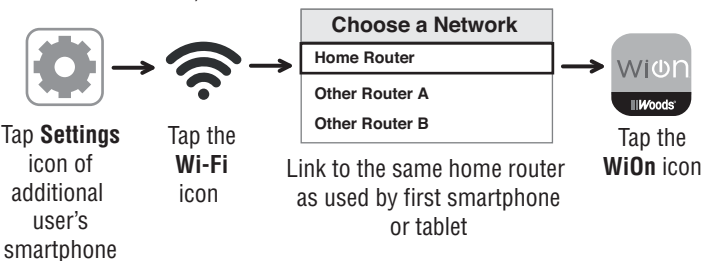 Choose a Network
Home Router
Other Router A
Other Router B
WiOn
Woods
Tap Settings
icon of
additional
user's
smartphone
Tap the
Wi-Fi
icon
Link to the same home router
as used by first smartphone
or tablet
Tap the
WiOn icon